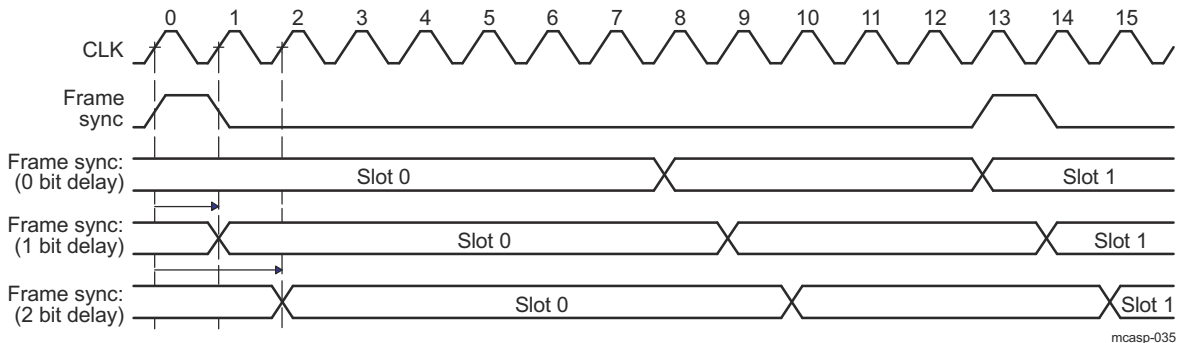 0 1 2 3 4 5 6 7 8 9 10 11 12 13 14 15
CLK
Frame
sync
Frame sync:
(0 bit delay)
Slot 0 Slot 1
Frame sync:
(1 bit delay)
Slot 0 Slot 1
Frame sync:
(2 bit delay)
Slot 0 Slot 1
mcasp-035